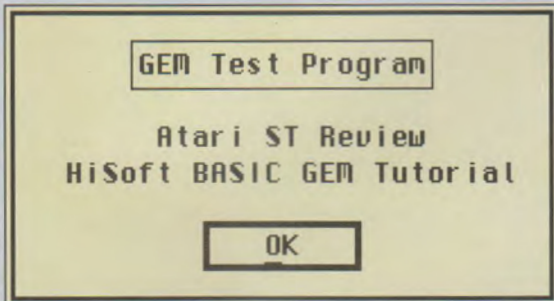 GEM Test Program
Atari ST Review
HiSoft BASIC GEM Tutorial
OK